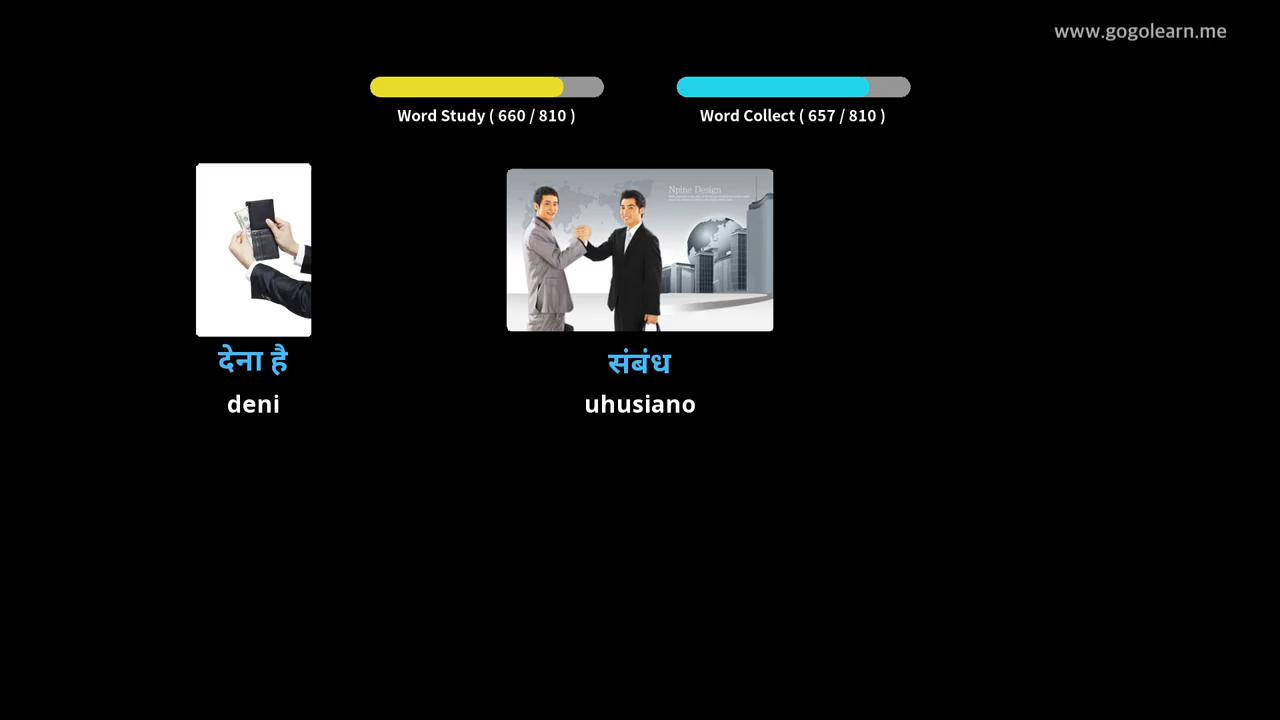 www.gogolearn.me
Word Study ( 660 / 810 )
Word Collect ( 657 / 810 )
Npine Design
देना है
संबंध
deni
uhusiano